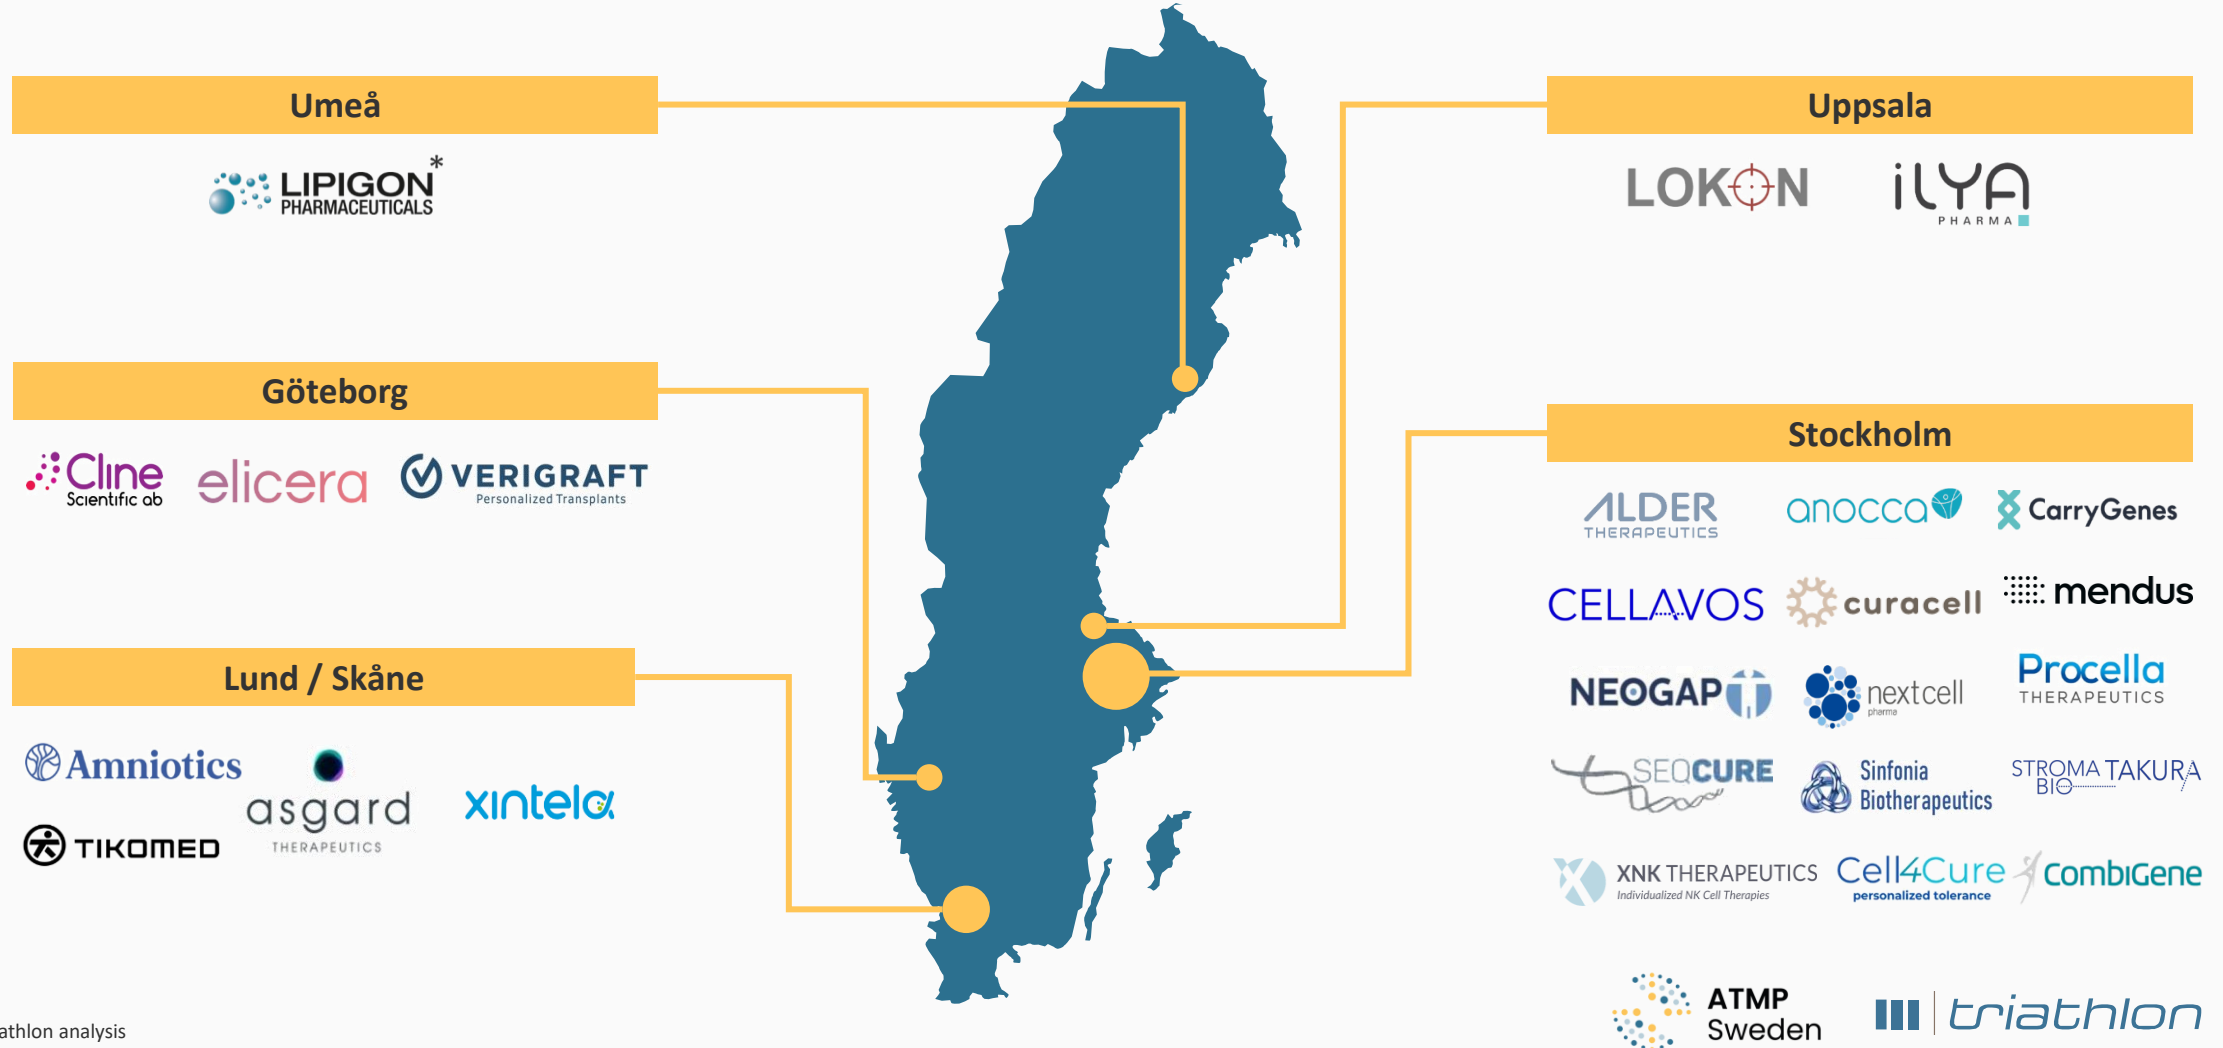 Umeå
LIPIGON*
PHARMACEUTICALS
Göteborg
Cline
Scientific ab
elicera
VERIGRAFT
Personalized Transplants
Lund / Skåne
Amniotics
asgard
THERAPEUTICS
xintela
TIKOMED
Uppsala
LOKON
iLYA
PHARMA
Stockholm
ALDER
THERAPEUTICS
anocca
CarryGenes
CELLAVOS
curacell
mendus
NEOGAP
nextcell
pharma
Procella
THERAPEUTICS
SEQCURE
Sinfonia
Biotherapeutics
STROMA TAKURA
BIO
XNK THERAPEUTICS
Individualized NK Cell Therapies
Cell4Cure
personalized tolerance
CombiGene
athlon analysis
ATMP
Sweden
triathlon